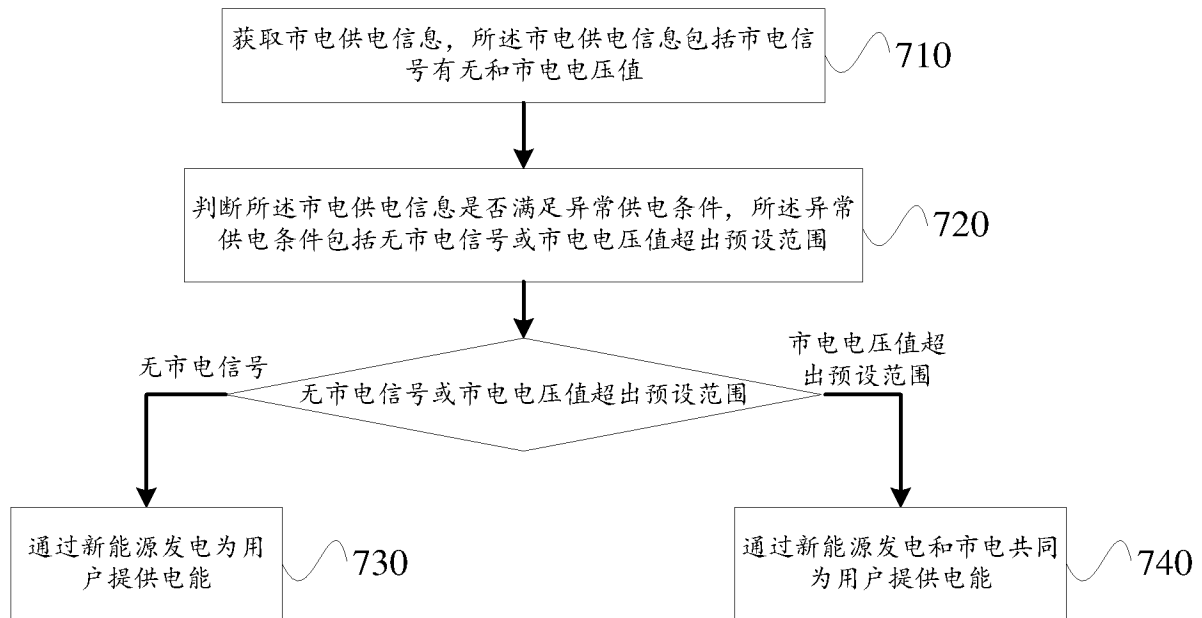 获取市电供电信息，所述市电供电信息包括市电信
号有无和市电电压值
710
判断所述市电供电信息是否满足异常供电条件，所述异常
供电条件包括无市电信号或市电电压值超出预设范围
720
无市电信号
市电电压值超
出预设范围
无市电信号或市电电压值超出预设范围
通过新能源发电为用
户提供电能
730
通过新能源发电和市电共同
为用户提供电能
740